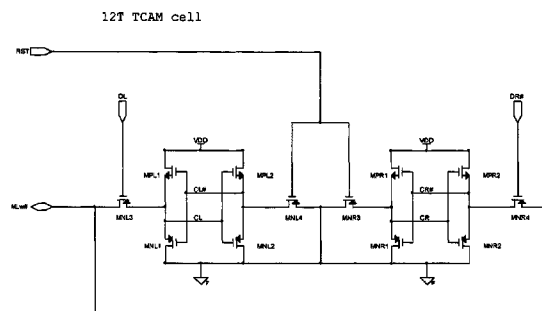 12T TCAM cell
RST
DL
DR#
VDD
VDD
MPL1
MPL2
MPR1
MPR2
CL#
CR#
MLw#
MNL3
CL
MNL4
MNR3
CR
MNR4
MNL1
MNL2
MNR1
MNR2